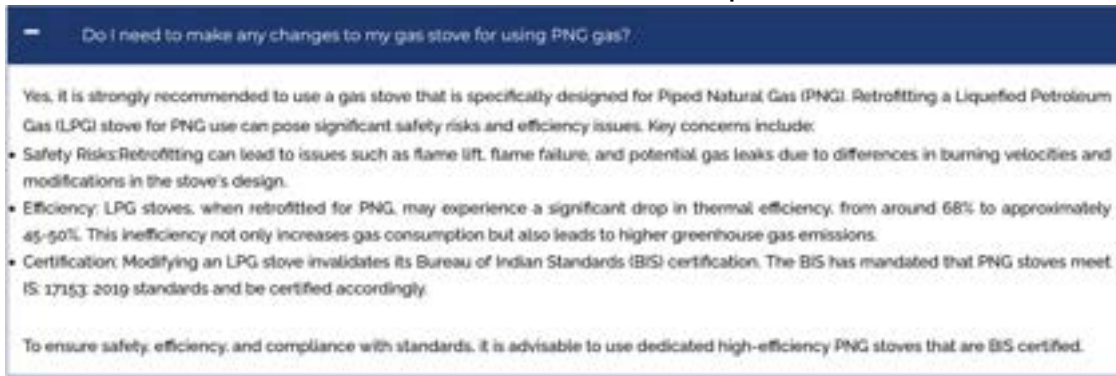 – Do I need to make any changes to my gas stove for using PNG gas?
Yes, it is strongly recommended to use a gas stove that is specifically designed for Piped Natural Gas (PNG). Retrofitting a Liquefied Petroleum
Gas (LPG) stove for PNG use can pose significant safety risks and efficiency issues. Key concerns include:
• Safety Risks:Retrofitting can lead to issues such as flame lift, flame failure, and potential gas leaks due to differences in burning velocities and
modifications in the stove's design.
• Efficiency: LPG stoves, when retrofitted for PNG, may experience a significant drop in thermal efficiency, from around 68% to approximately
45-50%. This inefficiency not only increases gas consumption but also leads to higher greenhouse gas emissions.
• Certification: Modifying an LPG stove invalidates its Bureau of Indian Standards (BIS) certification. The BIS has mandated that PNG stoves meet
IS: 17153: 2019 standards and be certified accordingly.
To ensure safety, efficiency, and compliance with standards, it is advisable to use dedicated high-efficiency PNG stoves that are BIS certified.